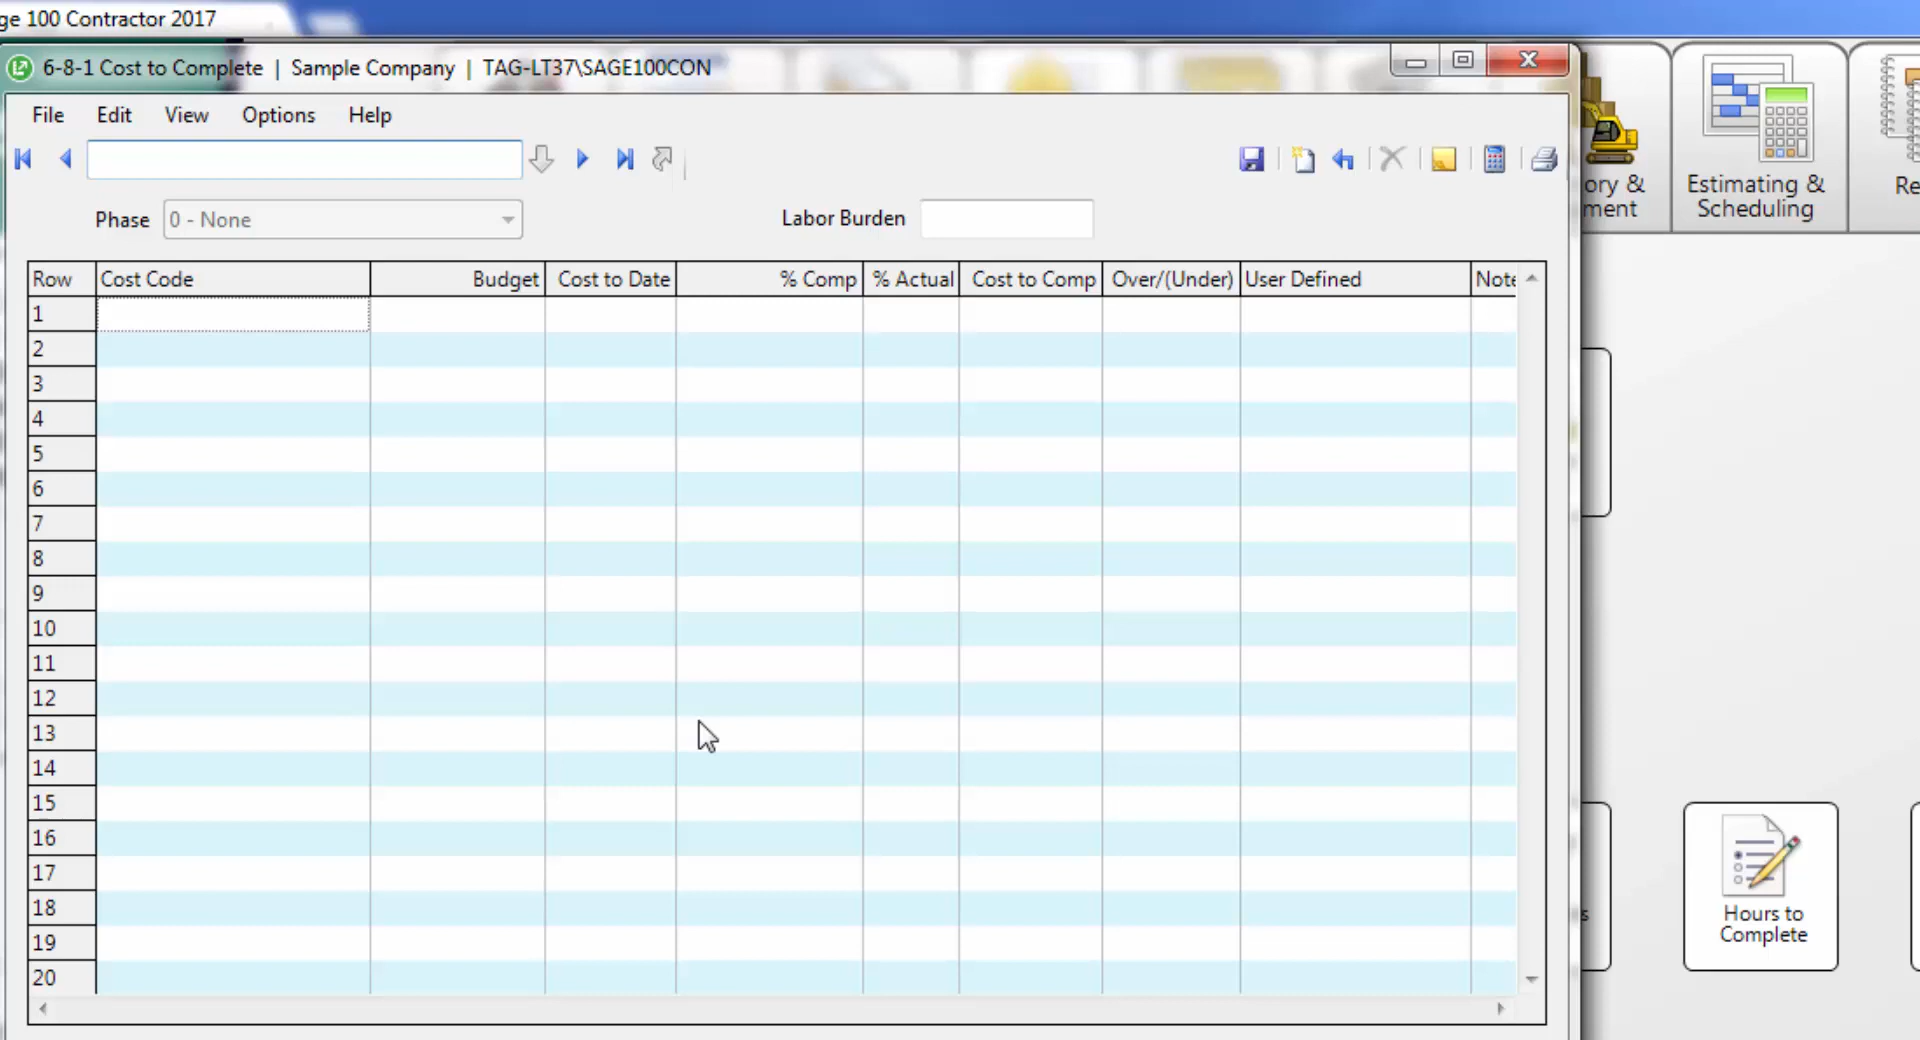 ge 100 Contractor 2017
6-8-1 Cost to Complete | Sample Company | TAG-LT37\SAGE100CON
File Edit View Options Help
Phase 0 - None Labor Burden
Row Cost Code Budget Cost to Date % Comp % Actual Cost to Comp Over/(Under) User Defined Note
1
2
3
4
5
6
7
8
9
10
11
12
13
14
15
16
17
18
19
20
ory &
ment
Estimating &
Scheduling
Re
s
Hours to
Complete